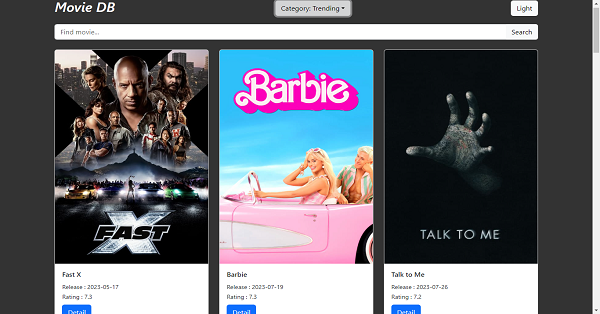 Movie DB
Category: Trending
Light
Find movie...
Search
FAST X
Barbie
TALK TO ME
Fast X
Release : 2023-05-17
Rating : 7.3
Detail
Barbie
Release : 2023-07-19
Rating : 7.3
Detail
Talk to Me
Release : 2023-07-26
Rating : 7.2
Detail